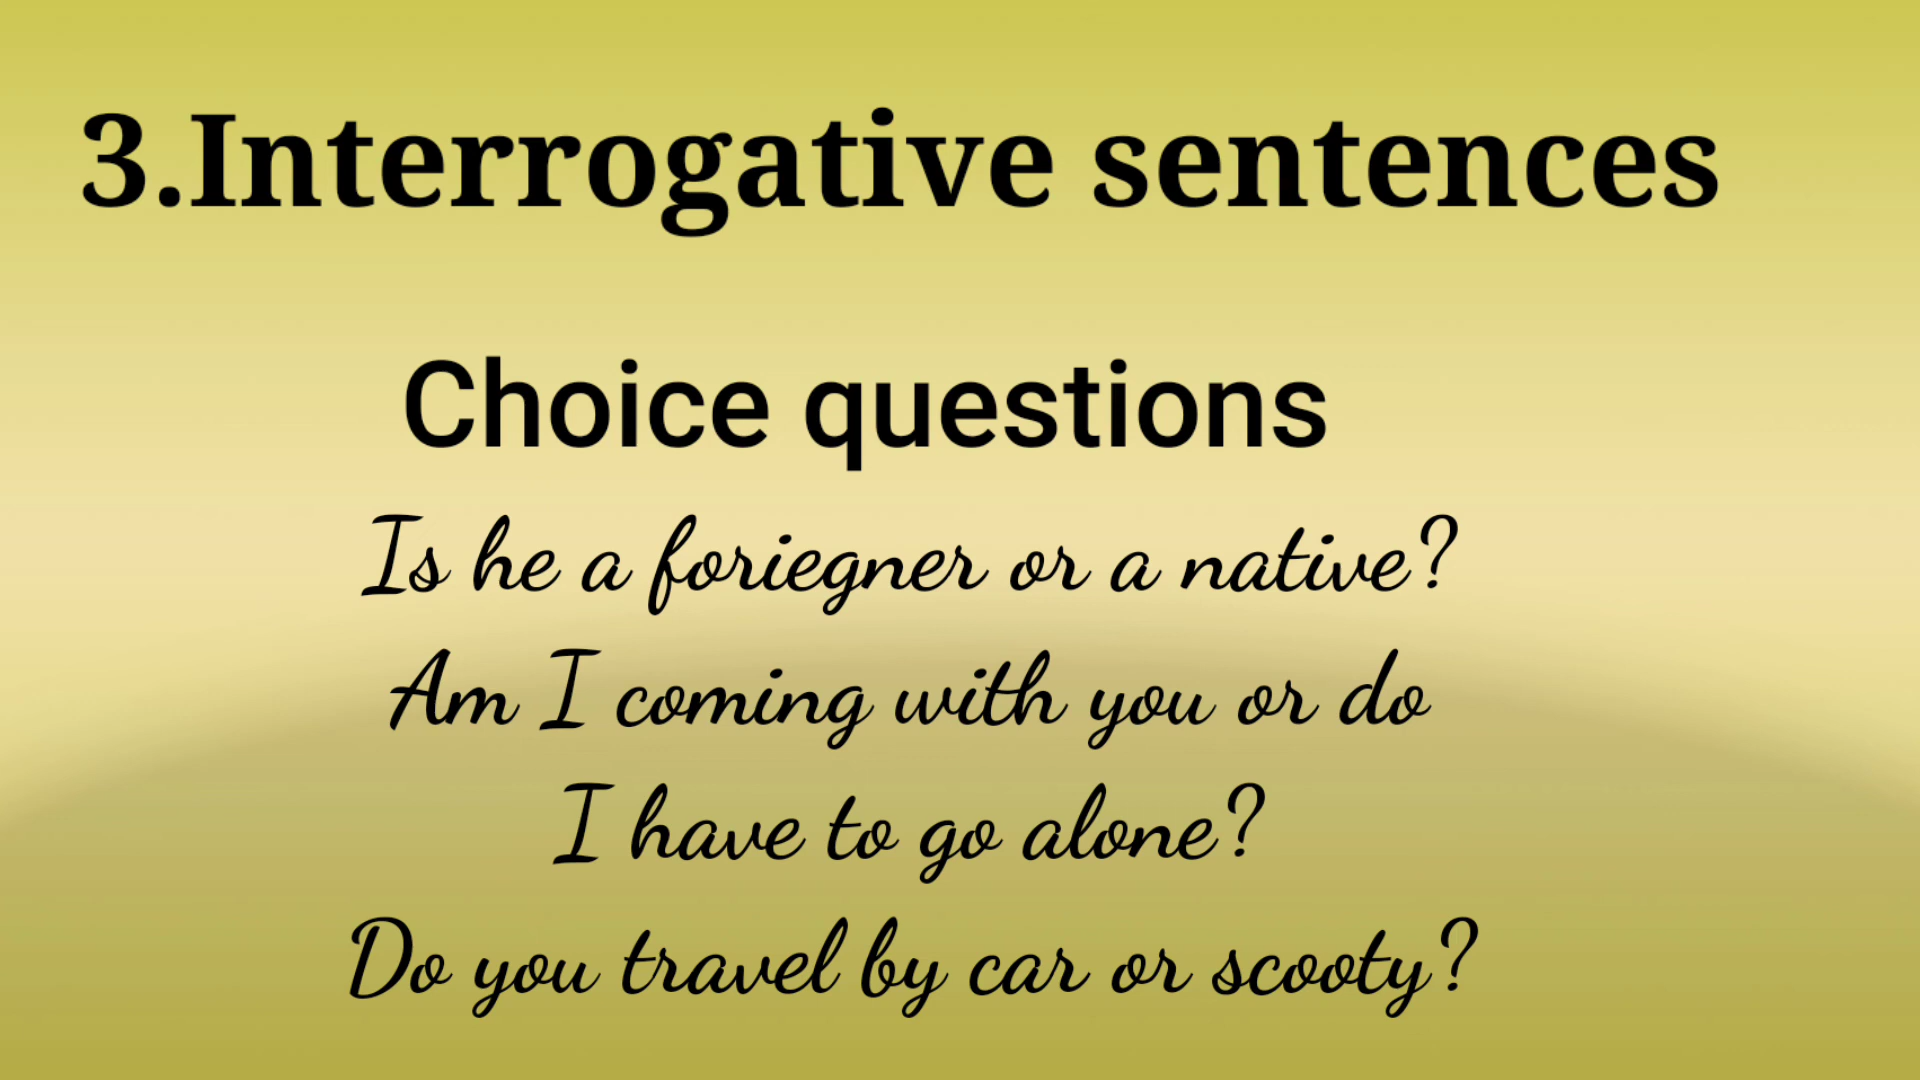 3.Interrogative sentences
Choice questions
Is he a foriegner or a native?
Am I coming with you or do
I have to go alone?
Do you travel by car or scooty?